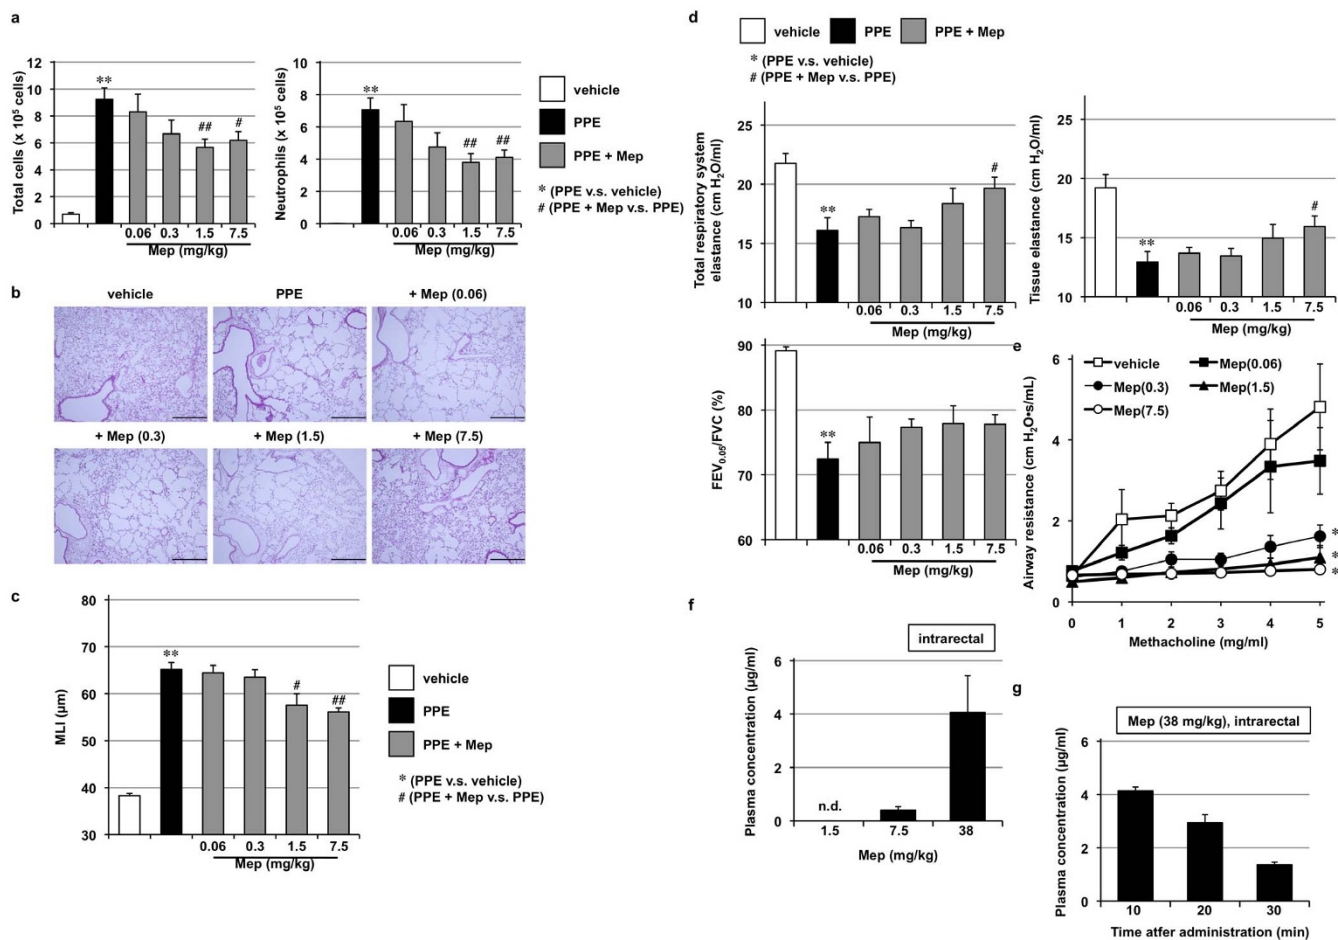 a
Total cells (x 10⁵ cells)
12
10
8
6
4
2
0
**
##
#
0.06 0.3 1.5 7.5
Mep (mg/kg)
Neutrophils (x 10⁵ cells)
10
8
6
4
2
0
**
##
##
0.06 0.3 1.5 7.5
Mep (mg/kg)
vehicle
PPE
PPE + Mep
* (PPE v.s. vehicle)
# (PPE + Mep v.s. PPE)
b
vehicle
PPE
+ Mep (0.06)
+ Mep (0.3)
+ Mep (1.5)
+ Mep (7.5)
c
MLI (µm)
80
70
60
50
40
30
**
#
##
0.06 0.3 1.5 7.5
Mep (mg/kg)
vehicle
PPE
PPE + Mep
* (PPE v.s. vehicle)
# (PPE + Mep v.s. PPE)
d
vehicle
PPE
PPE + Mep
* (PPE v.s. vehicle)
# (PPE + Mep v.s. PPE)
Total respiratory system
elastance (cm H₂O/ml)
25
20
15
10
**
#
0.06 0.3 1.5 7.5
Mep (mg/kg)
Tissue elastance (cm H₂O/ml)
25
20
15
10
**
#
0.06 0.3 1.5 7.5
Mep (mg/kg)
FEV₀.₀₅/FVC (%)
90
80
70
60
**
0.06 0.3 1.5 7.5
Mep (mg/kg)
e
Airway resistance (cm H₂O•s/mL)
6
4
2
0
vehicle
Mep(0.06)
Mep(0.3)
Mep(1.5)
Mep(7.5)
*
*
*
0 1 2 3 4 5
Methacholine (mg/ml)
f
intrarectal
Plasma concentration (µg/ml)
6
4
2
0
n.d.
1.5 7.5 38
Mep (mg/kg)
g
Mep (38 mg/kg), intrarectal
Plasma concentration (µg/ml)
6
4
2
0
10 20 30
Time atfer administration (min)